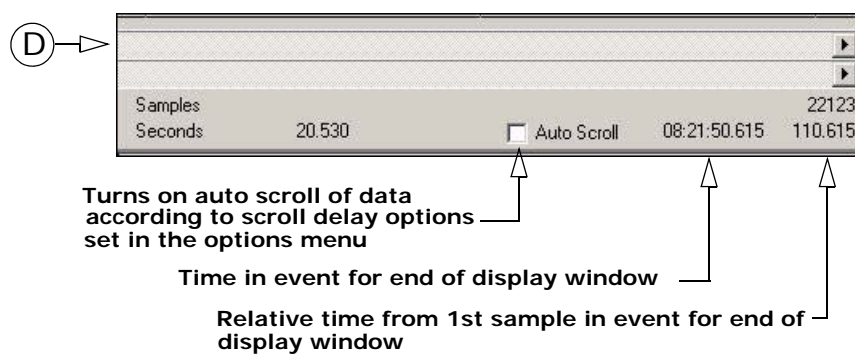 D
Samples 22123
Seconds 20.530 Auto Scroll 08:21:50.615 110.615
Turns on auto scroll of data
according to scroll delay options
set in the options menu
Time in event for end of display window
Relative time from 1st sample in event for end of
display window